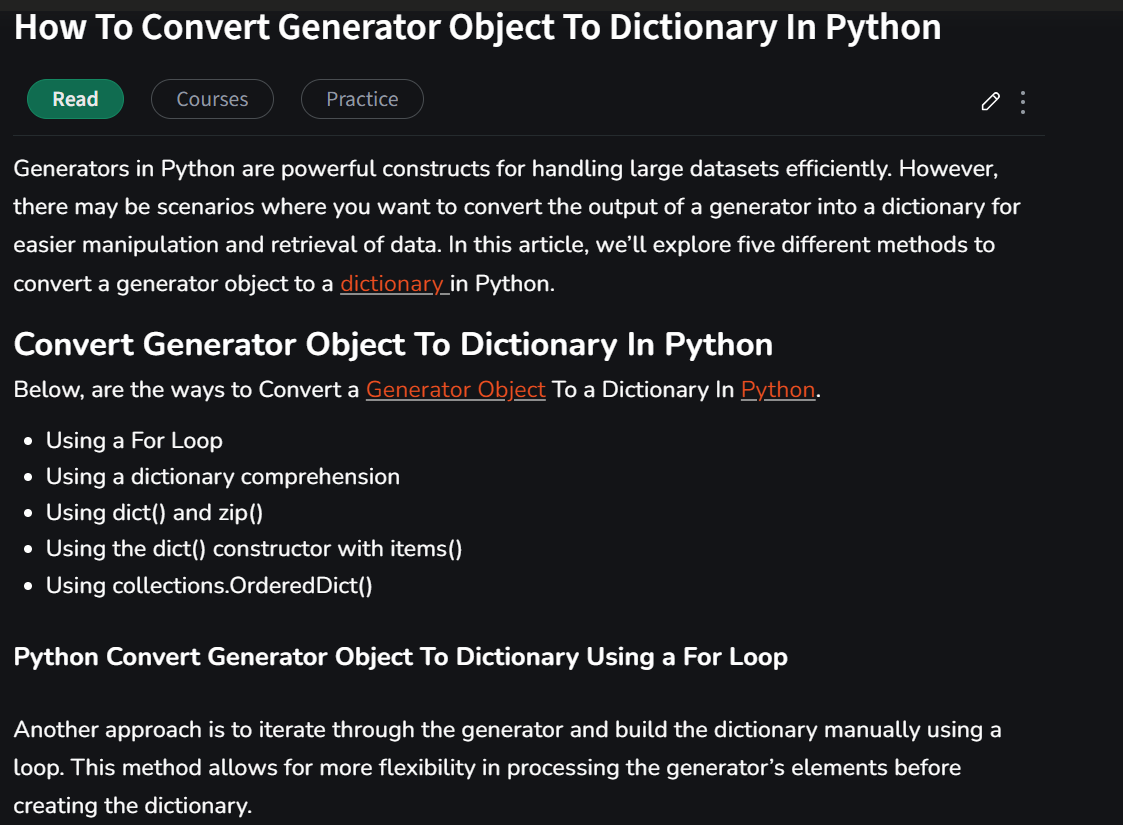 How To Convert Generator Object To Dictionary In Python
Read
Courses
Practice
Generators in Python are powerful constructs for handling large datasets efficiently. However,
there may be scenarios where you want to convert the output of a generator into a dictionary for
easier manipulation and retrieval of data. In this article, we’ll explore five different methods to
convert a generator object to a dictionary in Python.
Convert Generator Object To Dictionary In Python
Below, are the ways to Convert a Generator Object To a Dictionary In Python.
• Using a For Loop
• Using a dictionary comprehension
• Using dict() and zip()
• Using the dict() constructor with items()
• Using collections.OrderedDict()
Python Convert Generator Object To Dictionary Using a For Loop
Another approach is to iterate through the generator and build the dictionary manually using a
loop. This method allows for more flexibility in processing the generator’s elements before
creating the dictionary.